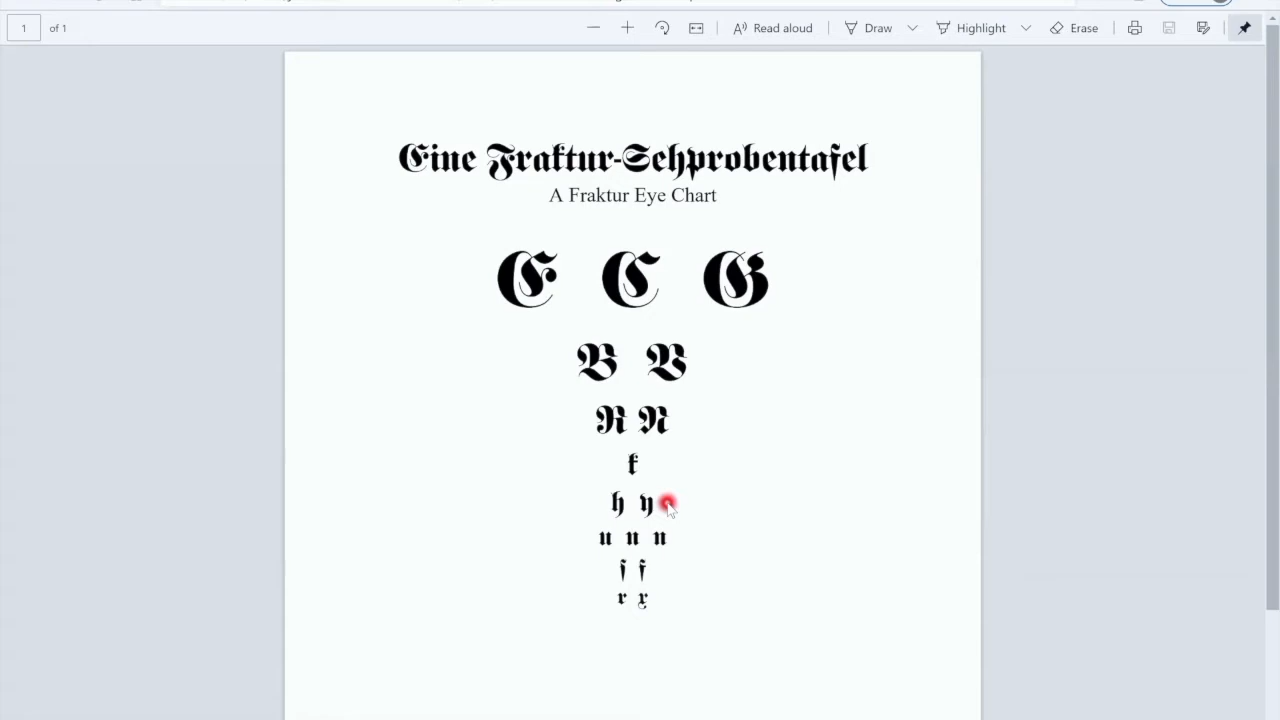 1 of 1 Read aloud Draw Highlight Erase
Eine Fraktur-Sehprobentafel
A Fraktur Eye Chart
E C G
B V
R N
k
h y
u n n
ſ f
r x